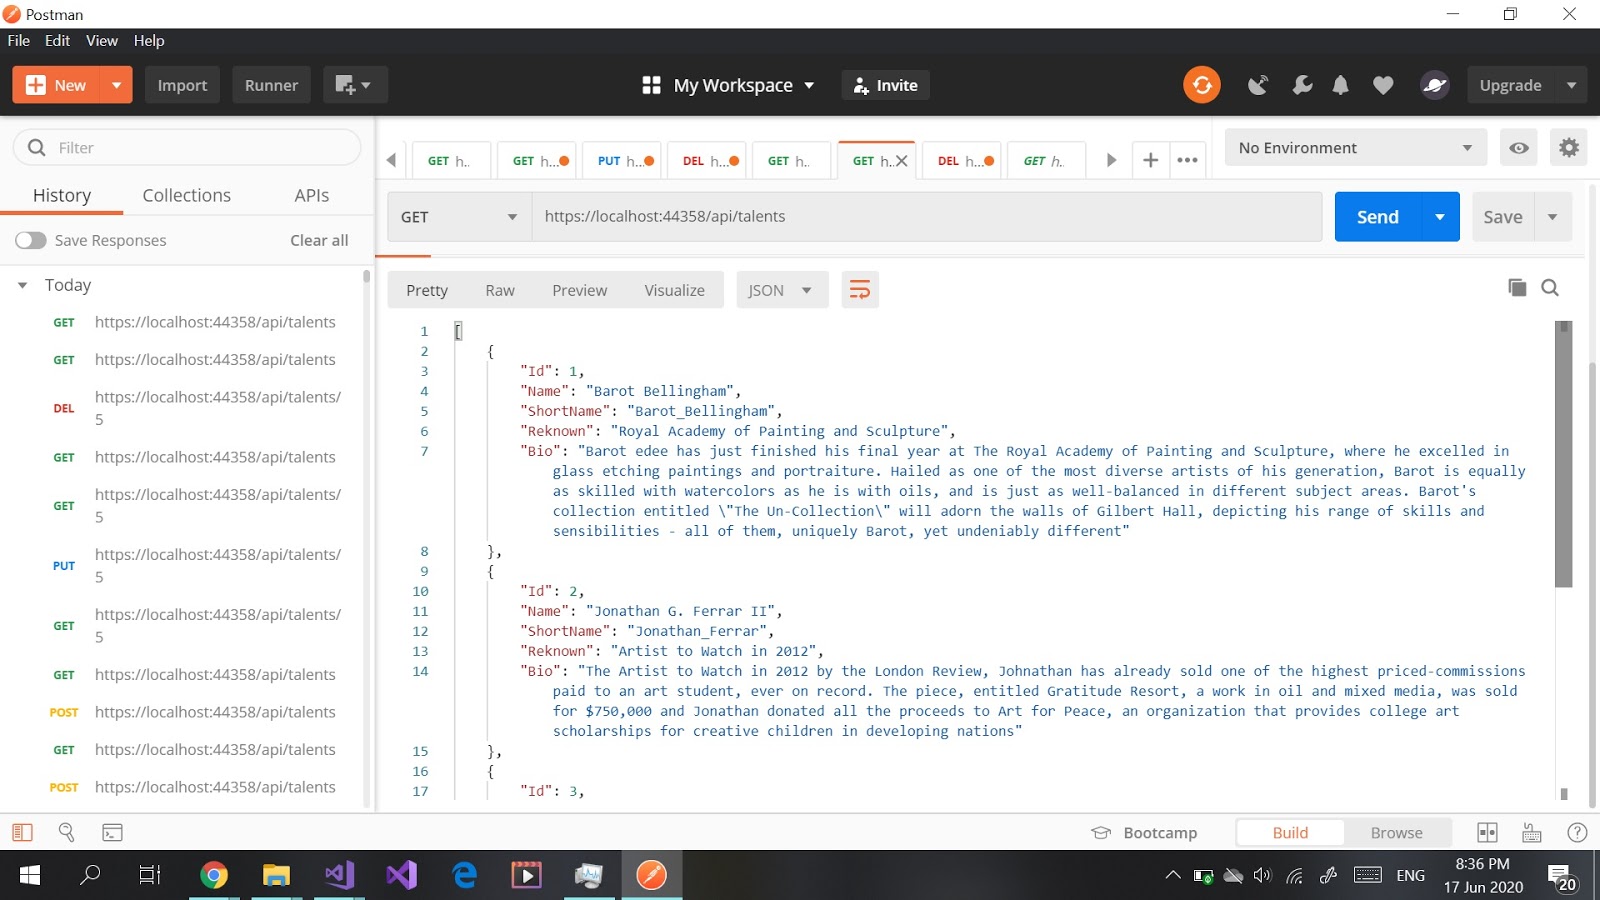 Postman
File Edit View Help
New Import Runner My Workspace Invite Upgrade
Filter
History Collections APIs
Save Responses Clear all
Today
GET https://localhost:44358/api/talents
GET https://localhost:44358/api/talents
DEL https://localhost:44358/api/talents/
5
GET https://localhost:44358/api/talents
GET https://localhost:44358/api/talents/
5
PUT https://localhost:44358/api/talents/
5
GET https://localhost:44358/api/talents/
5
GET https://localhost:44358/api/talents
POST https://localhost:44358/api/talents
GET https://localhost:44358/api/talents
POST https://localhost:44358/api/talents
GET h.. GET h... PUT h... DEL h... GET h.. GET h.. DEL h... GET h.
No Environment
GET https://localhost:44358/api/talents Send Save
Pretty Raw Preview Visualize JSON
1 [
2 {
3 "Id": 1,
4 "Name": "Barot Bellingham",
5 "ShortName": "Barot_Bellingham",
6 "Reknown": "Royal Academy of Painting and Sculpture",
7 "Bio": "Barot edee has just finished his final year at The Royal Academy of Painting and Sculpture, where he excelled in
glass etching paintings and portraiture. Hailed as one of the most diverse artists of his generation, Barot is equally
as skilled with watercolors as he is with oils, and is just as well-balanced in different subject areas. Barot's
collection entitled \"The Un-Collection\" will adorn the walls of Gilbert Hall, depicting his range of skills and
sensibilities - all of them, uniquely Barot, yet undeniably different"
8 },
9 {
10 "Id": 2,
11 "Name": "Jonathan G. Ferrar II",
12 "ShortName": "Jonathan_Ferrar",
13 "Reknown": "Artist to Watch in 2012",
14 "Bio": "The Artist to Watch in 2012 by the London Review, Johnathan has already sold one of the highest priced-commissions
paid to an art student, ever on record. The piece, entitled Gratitude Resort, a work in oil and mixed media, was sold
for $750,000 and Jonathan donated all the proceeds to Art for Peace, an organization that provides college art
scholarships for creative children in developing nations"
15 },
16 {
17 "Id": 3,
Bootcamp Build Browse
ENG
8:36 PM
17 Jun 2020
20